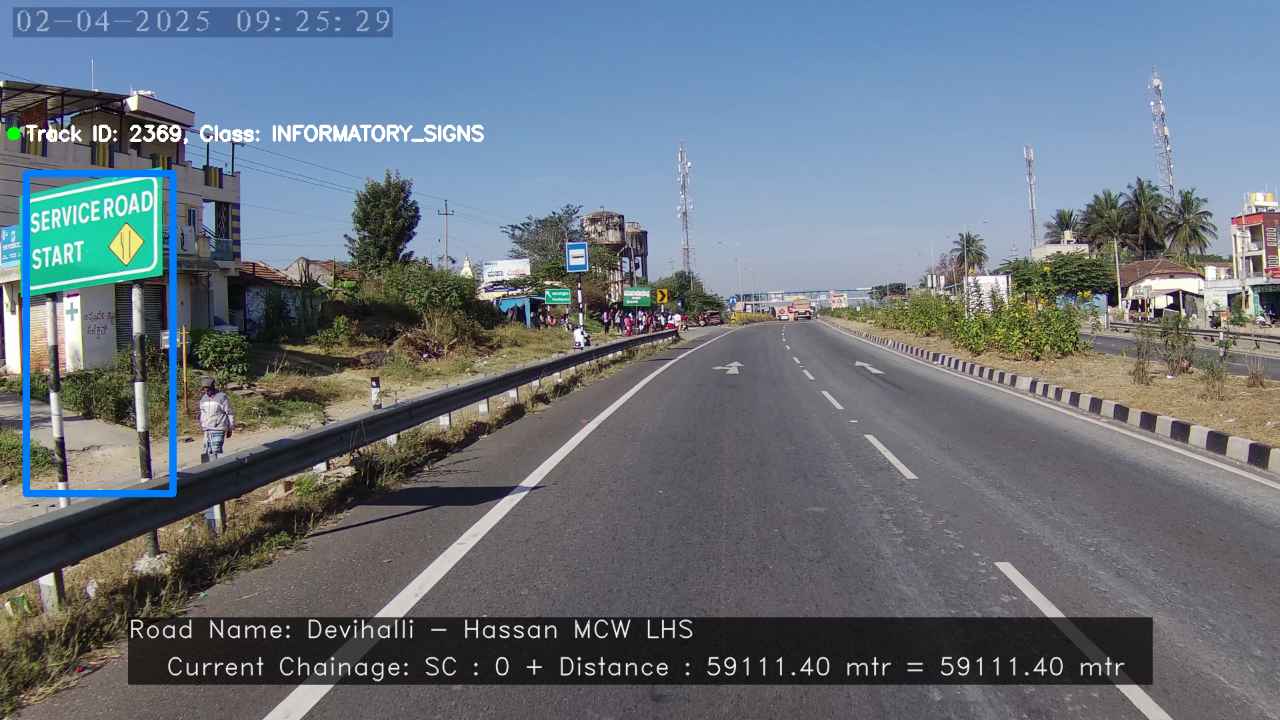 02-04-2025 09:25:29
Track ID: 2369, Class: INFORMATORY_SIGNS
SERVICE ROAD
START
Road Name: Devihalli - Hassan MCW LHS
Current Chainage: SC : 0 + Distance : 59111.40 mtr = 59111.40 mtr